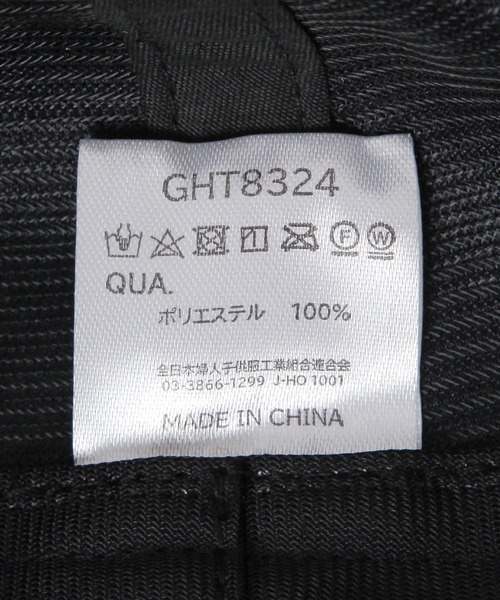 GHT8324
F W
QUA.
ポリエステル 100%
全日本婦人子供服工業組合連合会
03-3866-1299 J-HO 1001
MADE IN CHINA